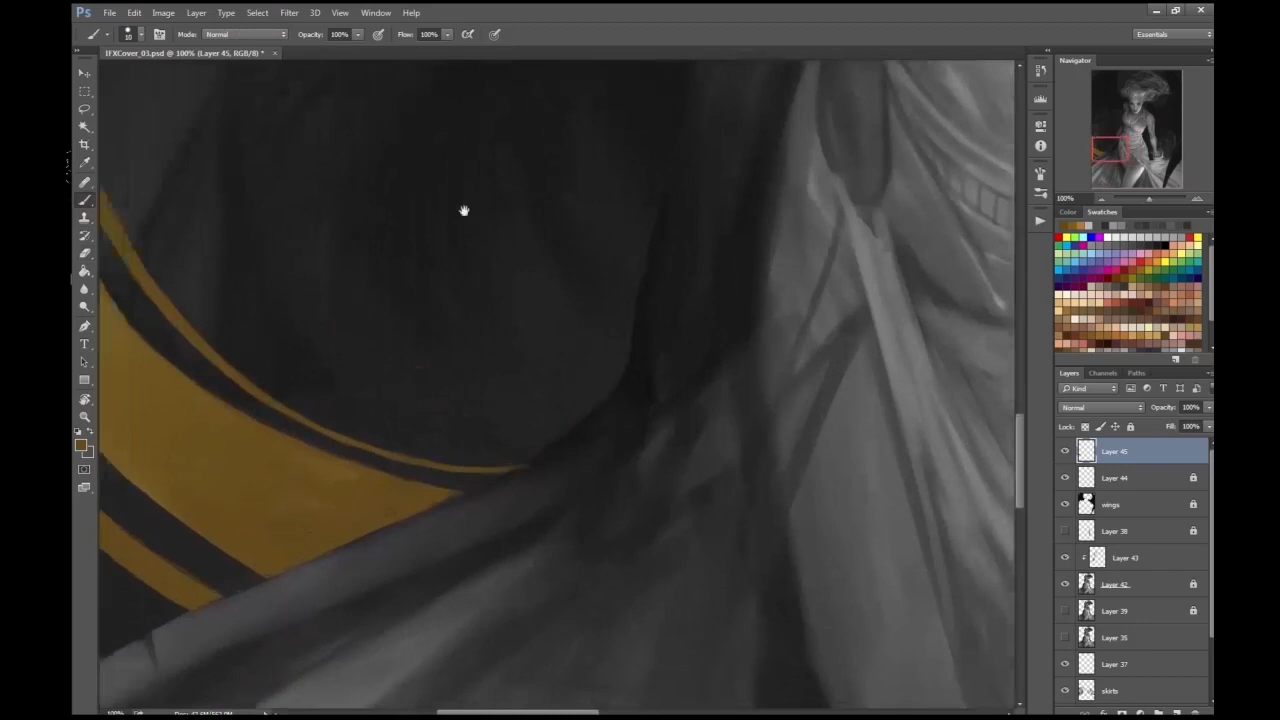 Ps File Edit Image Layer Type Select Filter 3D View Window Help
10 Mode: Normal Opacity: 100% Flow: 100% Essentials
IFXCover_03.psd @ 100% (Layer 45, RGB/8) * ×
Navigator
100%
Color Swatches
Layers Channels Paths
Kind
Normal Opacity: 100%
Lock: Fill: 100%
Layer 45
Layer 44
wings
Layer 38
Layer 43
Layer 42
Layer 39
Layer 35
Layer 37
skirts
100%